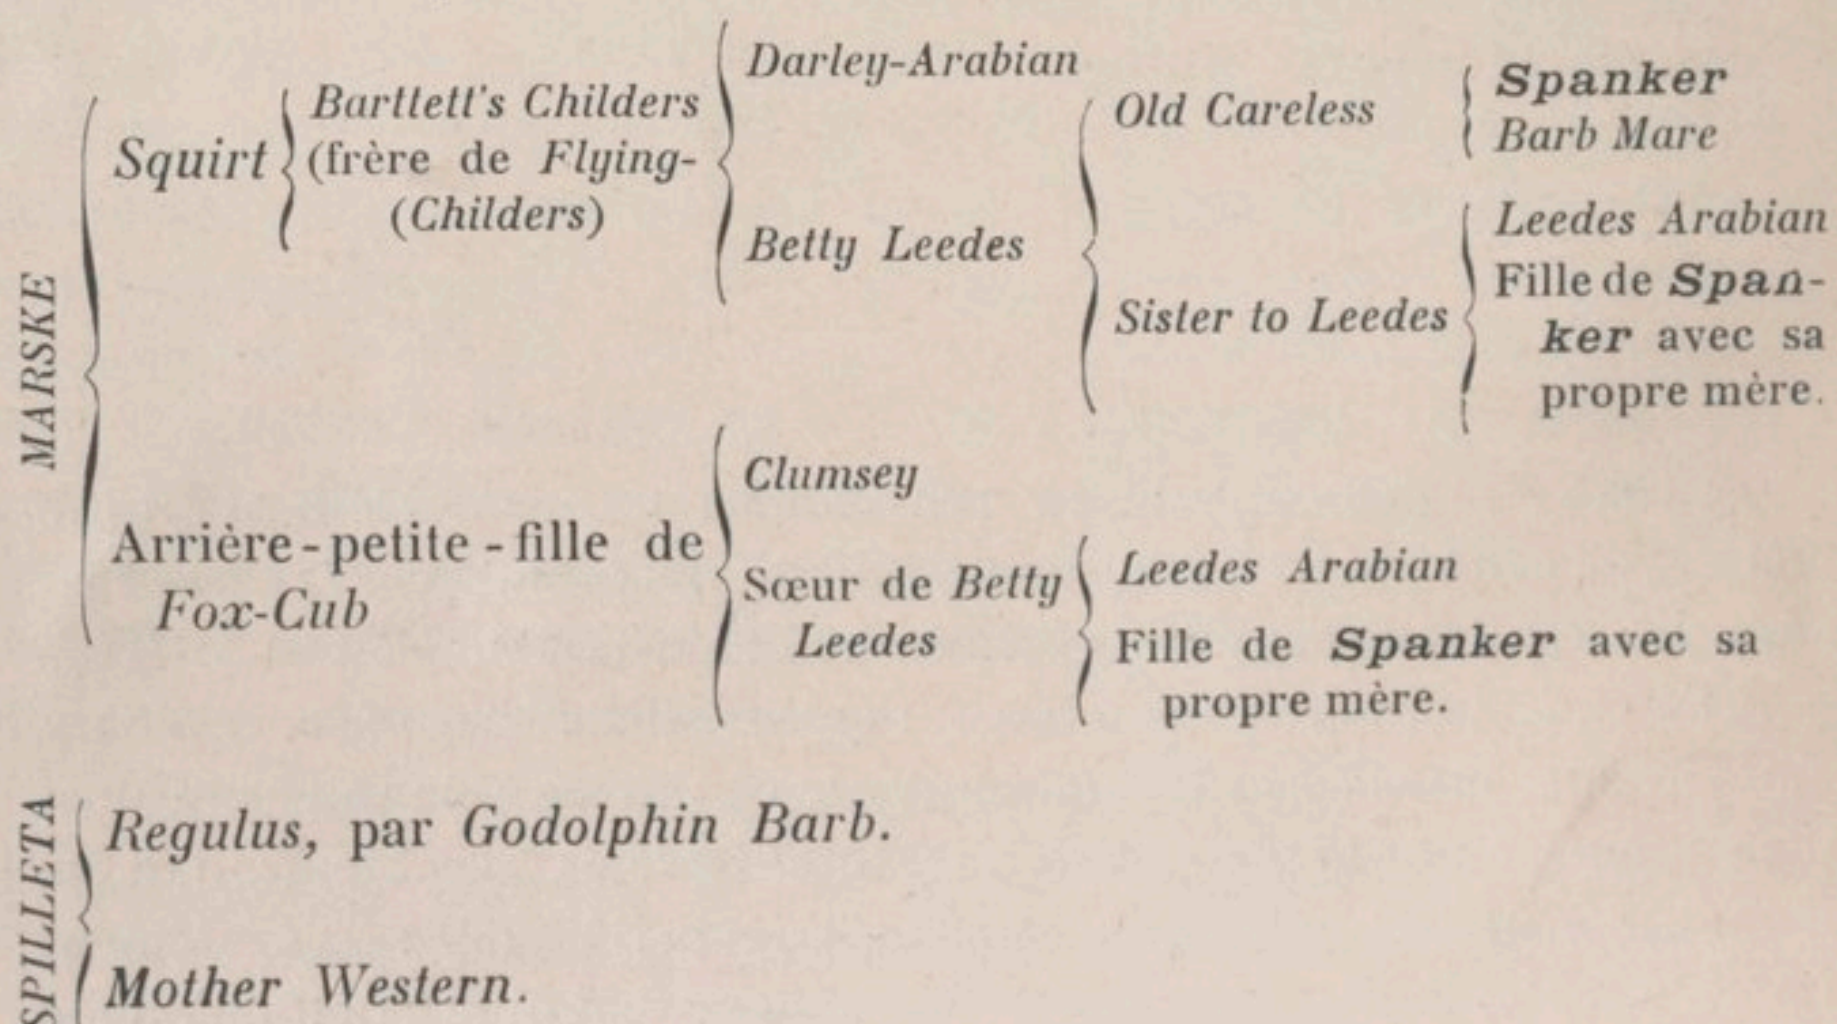 MARSKE
Squirt
Barttett's Childers
(frère de Flying-
(Childers)
Darley-Arabian
Betty Leedes
Old Careless
Spanker
Barb Mare
Sister to Leedes
Leedes Arabian
Fille de Span-
ker avec sa
propre mère.
Arrière-petite-fille de
Fox-Cub
Clumsey
Sœur de Betty
Leedes
Leedes Arabian
Fille de Spanker avec sa
propre mère.
SPILLETA
Regulus, par Godolphin Barb.
Mother Western.